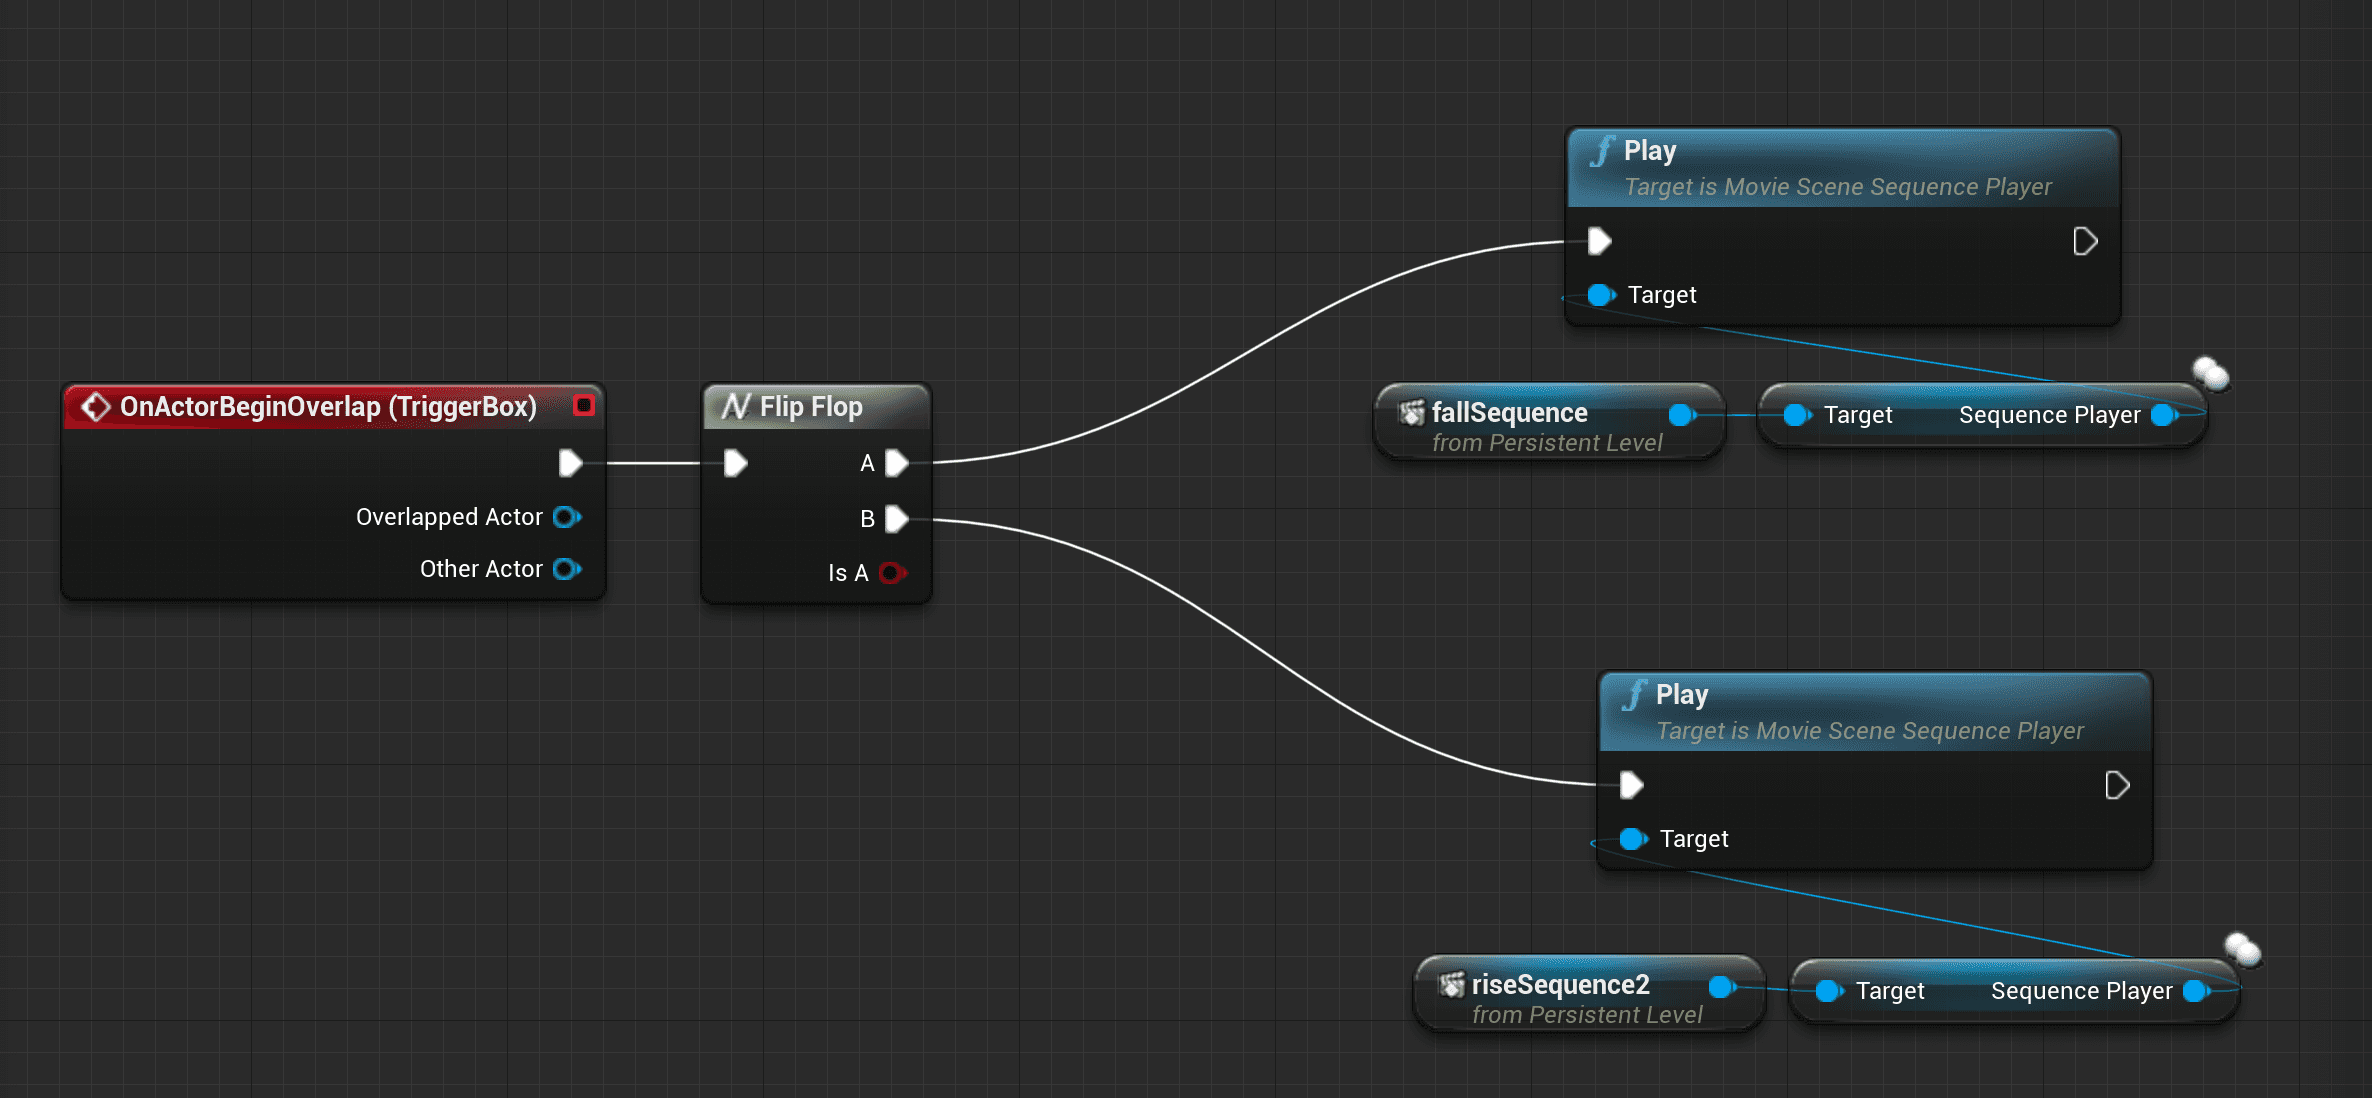 OnActorBeginOverlap (TriggerBox)
Overlapped Actor
Other Actor
Flip Flop
A
B
Is A
Play
Target is Movie Scene Sequence Player
Target
fallSequence
from Persistent Level
Target Sequence Player
Play
Target is Movie Scene Sequence Player
Target
riseSequence2
from Persistent Level
Target Sequence Player